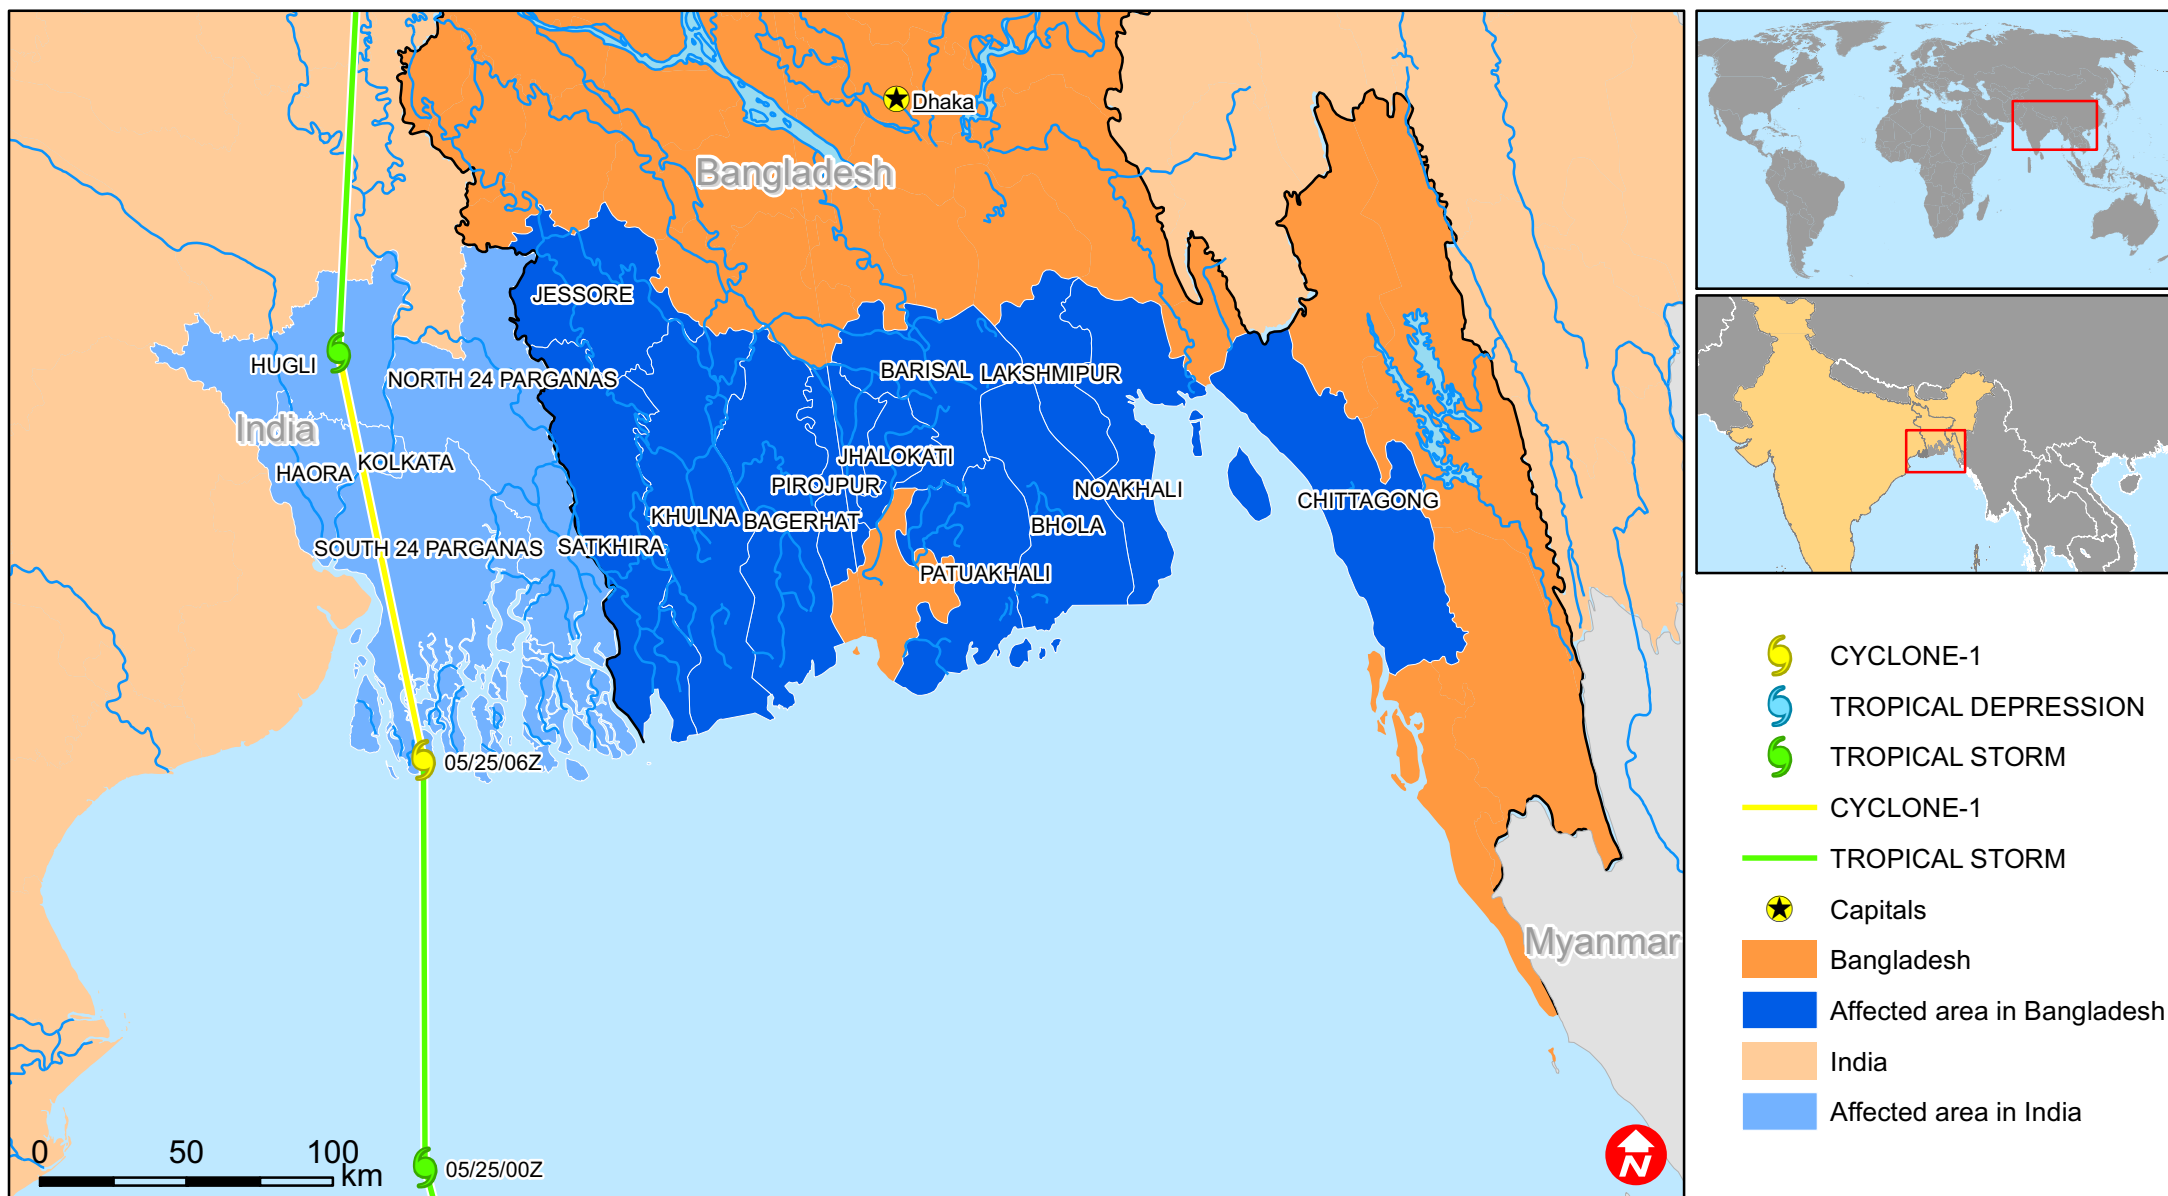 Dhaka
Bangladesh
JESSORE
HUGLI
NORTH 24 PARGANAS
BARISAL
LAKSHMIPUR
India
HAORA
KOLKATA
JHALOKATI
PIROJPUR
NOAKHALI
CHITTAGONG
KHULNA
BAGERHAT
BHOLA
SOUTH 24 PARGANAS
SATKHIRA
PATUAKHALI
05/25/06Z
Myanmar
05/25/00Z
0 50 100
km
N
CYCLONE-1
TROPICAL DEPRESSION
TROPICAL STORM
CYCLONE-1
TROPICAL STORM
Capitals
Bangladesh
Affected area in Bangladesh
India
Affected area in India